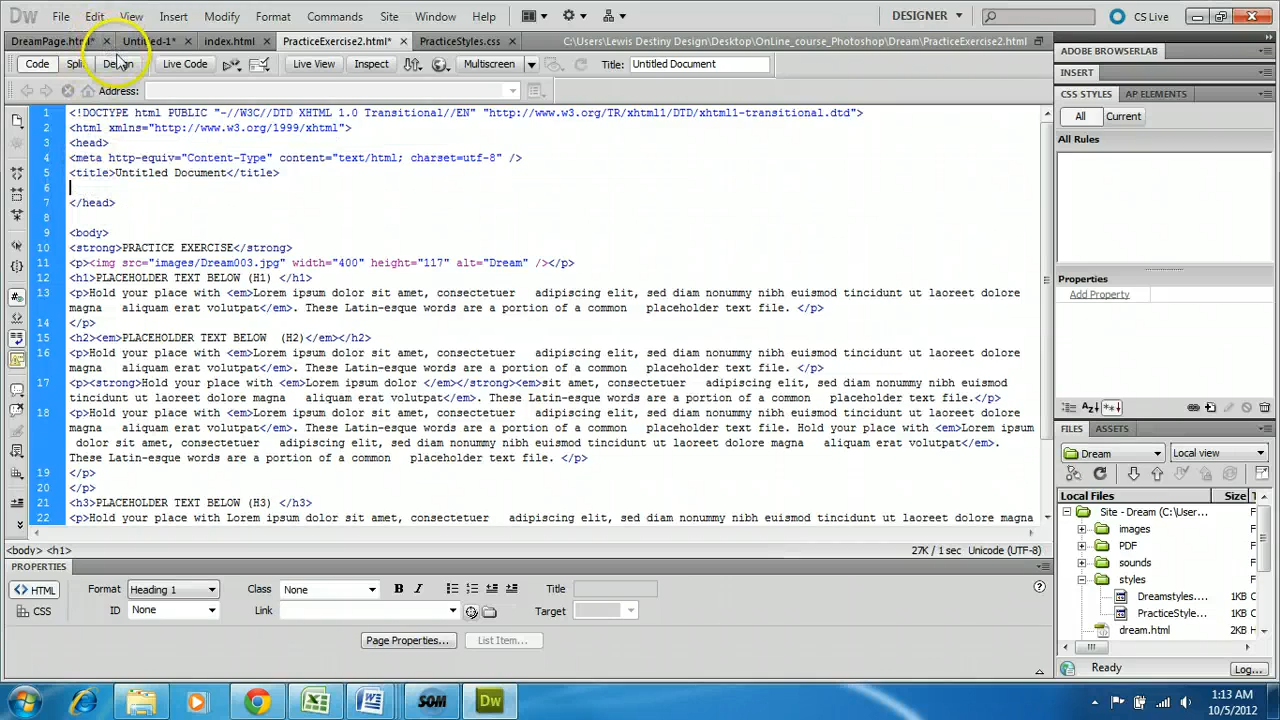 Dw File Edit View Insert Modify Format Commands Site Window Help DESIGNER CS Live
DreamPage.html* Untitled-1* index.html PracticeExercise2.html* PracticeStyles.css C:\Users\Lewis Destiny Design\Desktop\OnLine_course_Photoshop\Dream\PracticeExercise2.html
Code Split Design Live Code Live View Inspect Multiscreen Title: Untitled Document
Address:
1 <!DOCTYPE html PUBLIC "-//W3C//DTD XHTML 1.0 Transitional//EN" "http://www.w3.org/TR/xhtml1/DTD/xhtml1-transitional.dtd">
2 <html xmlns="http://www.w3.org/1999/xhtml">
3 <head>
4 <meta http-equiv="Content-Type" content="text/html; charset=utf-8" />
5 <title>Untitled Document</title>
6
7 </head>
8
9 <body>
10 <strong>PRACTICE EXERCISE</strong>
11 <p><img src="images/Dream003.jpg" width="400" height="117" alt="Dream" /></p>
12 <h1>PLACEHOLDER TEXT BELOW (H1) </h1>
13 <p>Hold your place with <em>Lorem ipsum dolor sit amet, consectetuer adipiscing elit, sed diam nonummy nibh euismod tincidunt ut laoreet dolore
magna aliquam erat volutpat</em>. These Latin-esque words are a portion of a common placeholder text file. </p>
14 </p>
15 <h2><em>PLACEHOLDER TEXT BELOW (H2)</em></h2>
16 <p>Hold your place with <em>Lorem ipsum dolor sit amet, consectetuer adipiscing elit, sed diam nonummy nibh euismod tincidunt ut laoreet dolore
magna aliquam erat volutpat</em>. These Latin-esque words are a portion of a common placeholder text file. </p>
17 <p><strong>Hold your place with <em>Lorem ipsum dolor </em></strong><em>sit amet, consectetuer adipiscing elit, sed diam nonummy nibh euismod
tincidunt ut laoreet dolore magna aliquam erat volutpat</em>. These Latin-esque words are a portion of a common placeholder text file.</p>
18 <p>Hold your place with <em>Lorem ipsum dolor sit amet, consectetuer adipiscing elit, sed diam nonummy nibh euismod tincidunt ut laoreet dolore
magna aliquam erat volutpat</em>. These Latin-esque words are a portion of a common placeholder text file. Hold your place with <em>Lorem ipsum
dolor sit amet, consectetuer adipiscing elit, sed diam nonummy nibh euismod tincidunt ut laoreet dolore magna aliquam erat volutpat</em>.
These Latin-esque words are a portion of a common placeholder text file. </p>
19 </p>
20 </p>
21 <h3>PLACEHOLDER TEXT BELOW (H3) </h3>
22 <p>Hold your place with Lorem ipsum dolor sit amet, consectetuer adipiscing elit, sed diam nonummy nibh euismod tincidunt ut laoreet dolore magna
<body> <h1> 27K / 1 sec Unicode (UTF-8)
PROPERTIES
<> HTML Format Heading 1 Class None B I Title
CSS ID None Link Target
Page Properties... List Item...
ADOBE BROWSERLAB
INSERT
CSS STYLES AP ELEMENTS
All Current
All Rules
Properties
Add Property
FILES ASSETS
Dream Local view
Local Files Size T
Site - Dream (C:\User... F
images F
PDF F
sounds F
styles F
Dreamstyles.... 1KB C
PracticeStyle... 1KB C
dream.html 2KB C
Ready Log...
SOM Dw 1:13 AM
10/5/2012